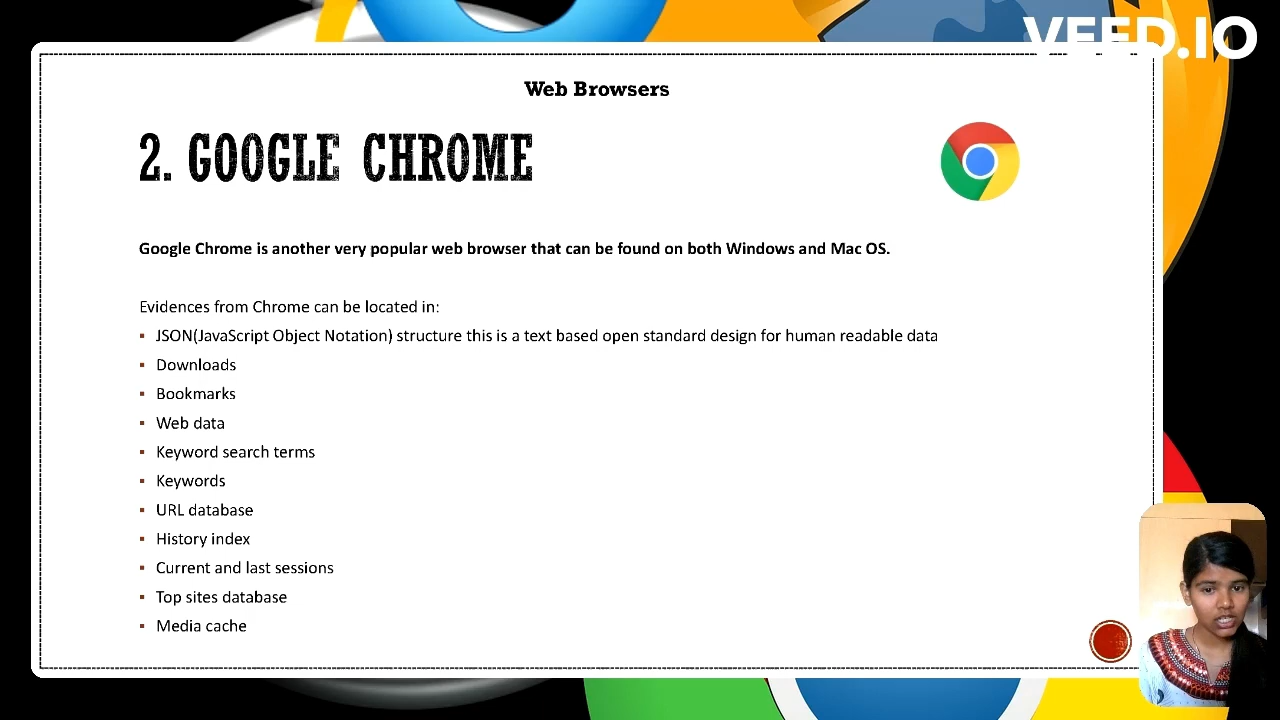 VEED.IO
Web Browsers
2. GOOGLE CHROME
Google Chrome is another very popular web browser that can be found on both Windows and Mac OS.
Evidences from Chrome can be located in:
▪ JSON(JavaScript Object Notation) structure this is a text based open standard design for human readable data
▪ Downloads
▪ Bookmarks
▪ Web data
▪ Keyword search terms
▪ Keywords
▪ URL database
▪ History index
▪ Current and last sessions
▪ Top sites database
▪ Media cache